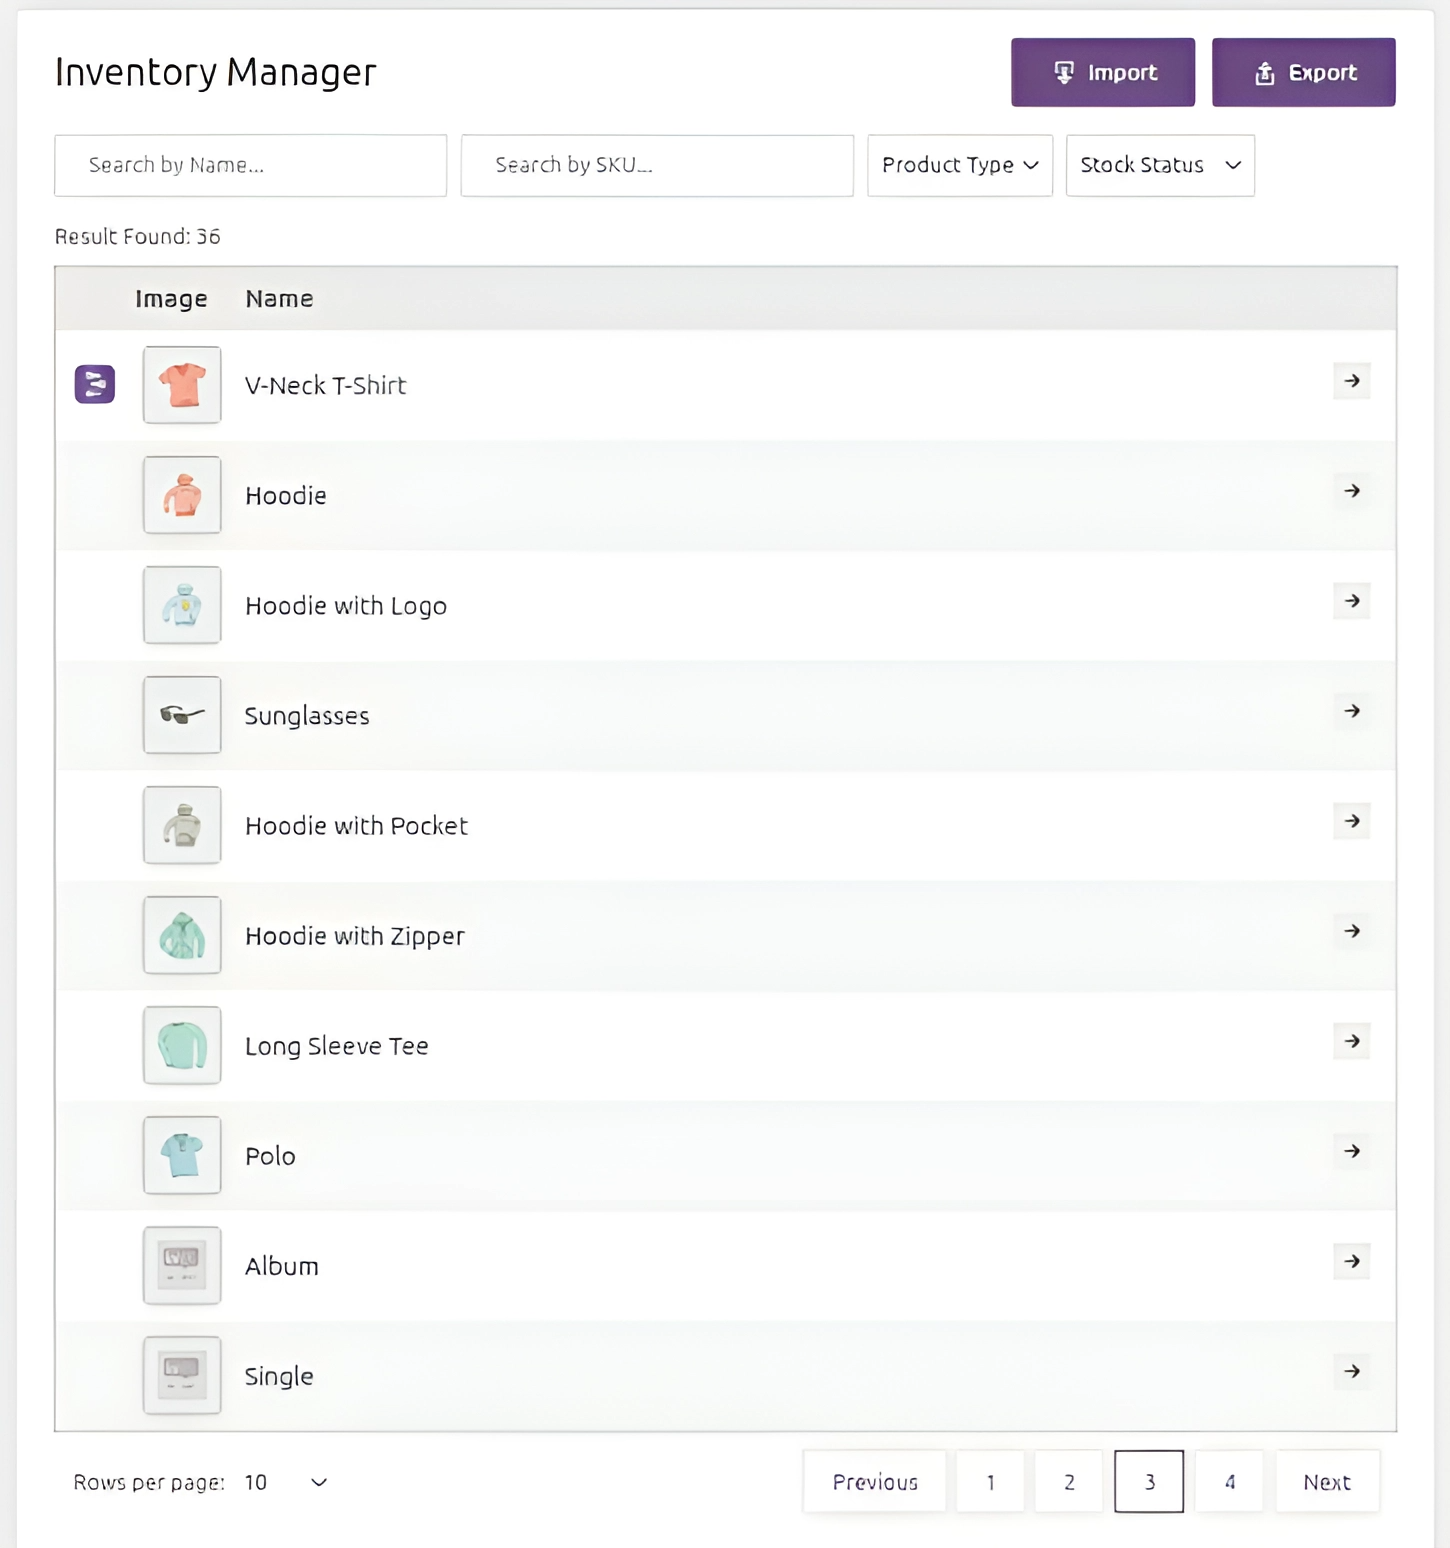 Inventory Manager
Import
Export
Search by Name...
Search by SKU...
Product Type
Stock Status
Result Found: 36
Image Name
V-Neck T-Shirt
Hoodie
Hoodie with Logo
Sunglasses
Hoodie with Pocket
Hoodie with Zipper
Long Sleeve Tee
Polo
Album
Single
Rows per page: 10
Previous 1 2 3 4 Next